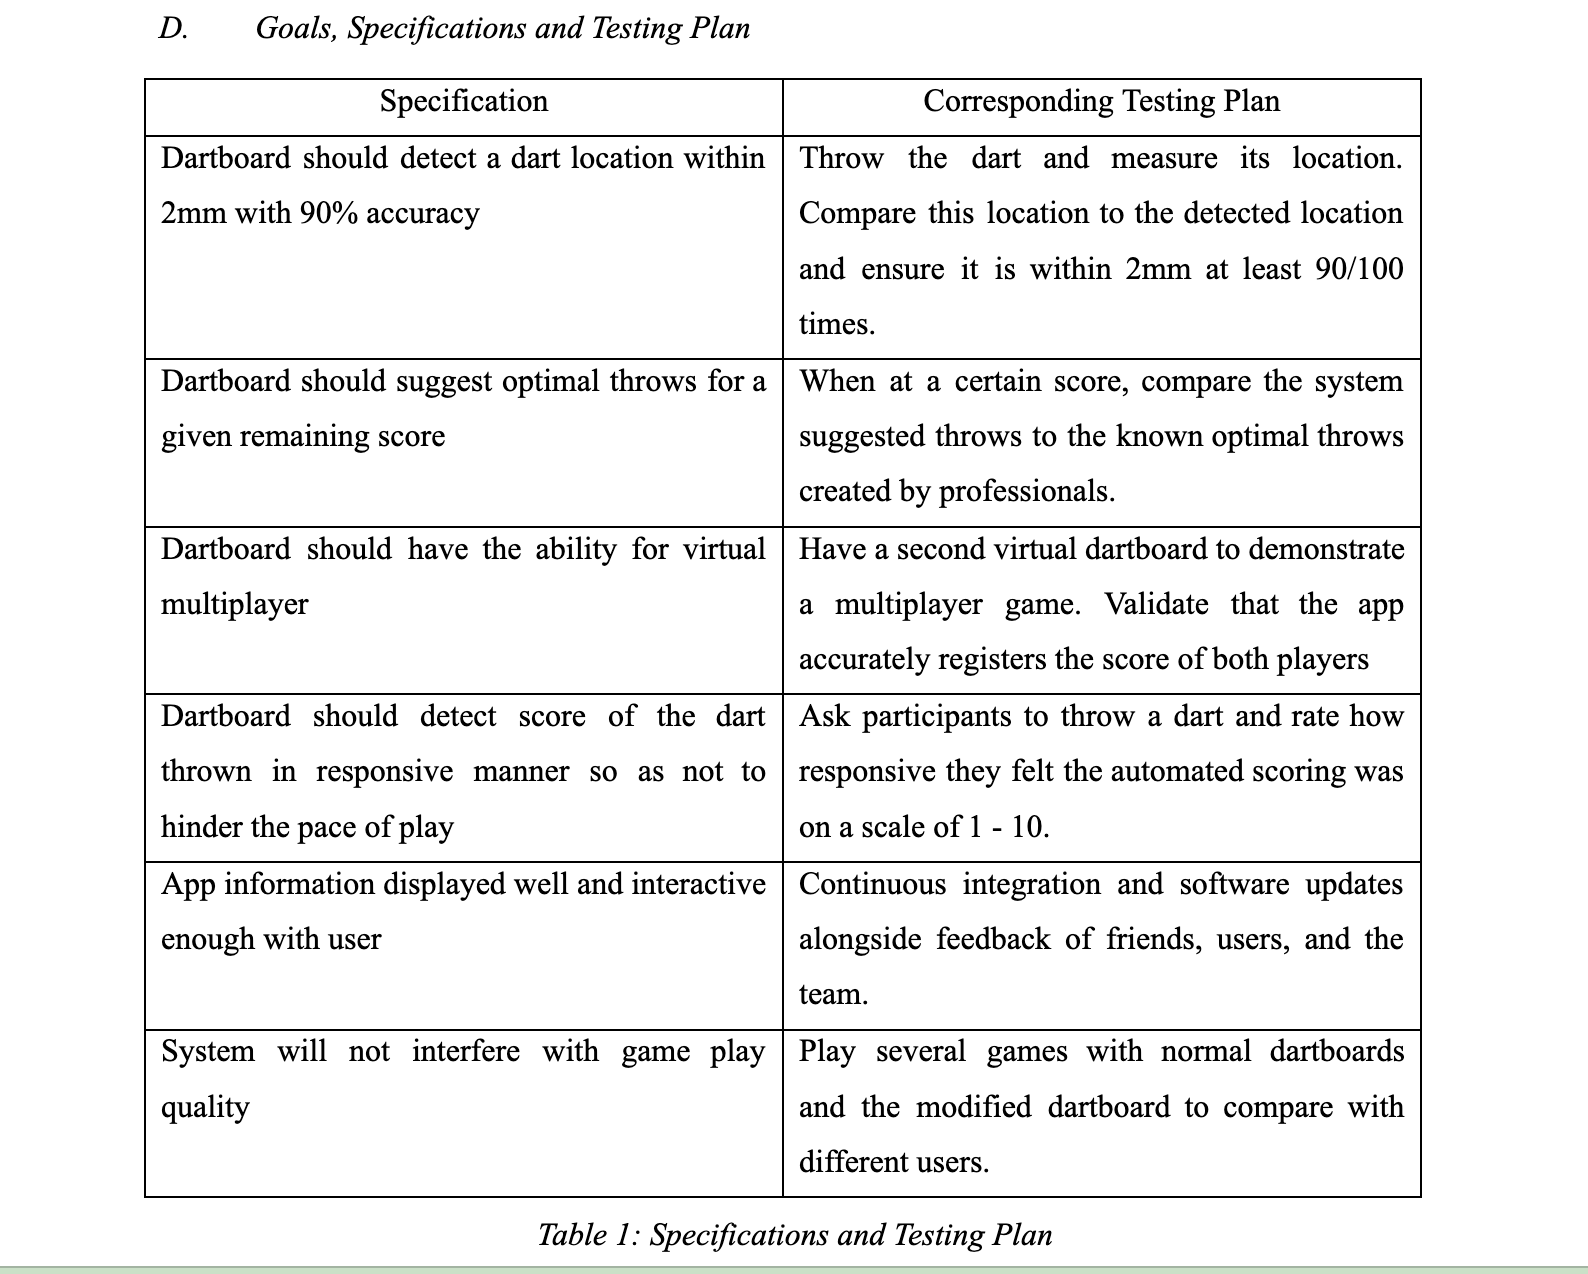 D. Goals, Specifications and Testing Plan
Specification
Corresponding Testing Plan
Dartboard should detect a dart location within
2mm with 90% accuracy
Throw the dart and measure its location.
Compare this location to the detected location
and ensure it is within 2mm at least 90/100
times.
Dartboard should suggest optimal throws for a
given remaining score
When at a certain score, compare the system
suggested throws to the known optimal throws
created by professionals.
Dartboard should have the ability for virtual
multiplayer
Have a second virtual dartboard to demonstrate
a multiplayer game. Validate that the app
accurately registers the score of both players
Dartboard should detect score of the dart
thrown in responsive manner so as not to
hinder the pace of play
Ask participants to throw a dart and rate how
responsive they felt the automated scoring was
on a scale of 1 - 10.
App information displayed well and interactive
enough with user
Continuous integration and software updates
alongside feedback of friends, users, and the
team.
System will not interfere with game play
quality
Play several games with normal dartboards
and the modified dartboard to compare with
different users.
Table 1: Specifications and Testing Plan